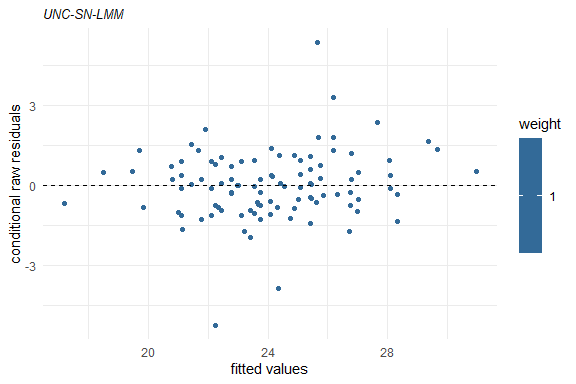 UNC-SN-LMM
conditional raw residuals
3
0
-3
20
24
28
fitted values
weight
1